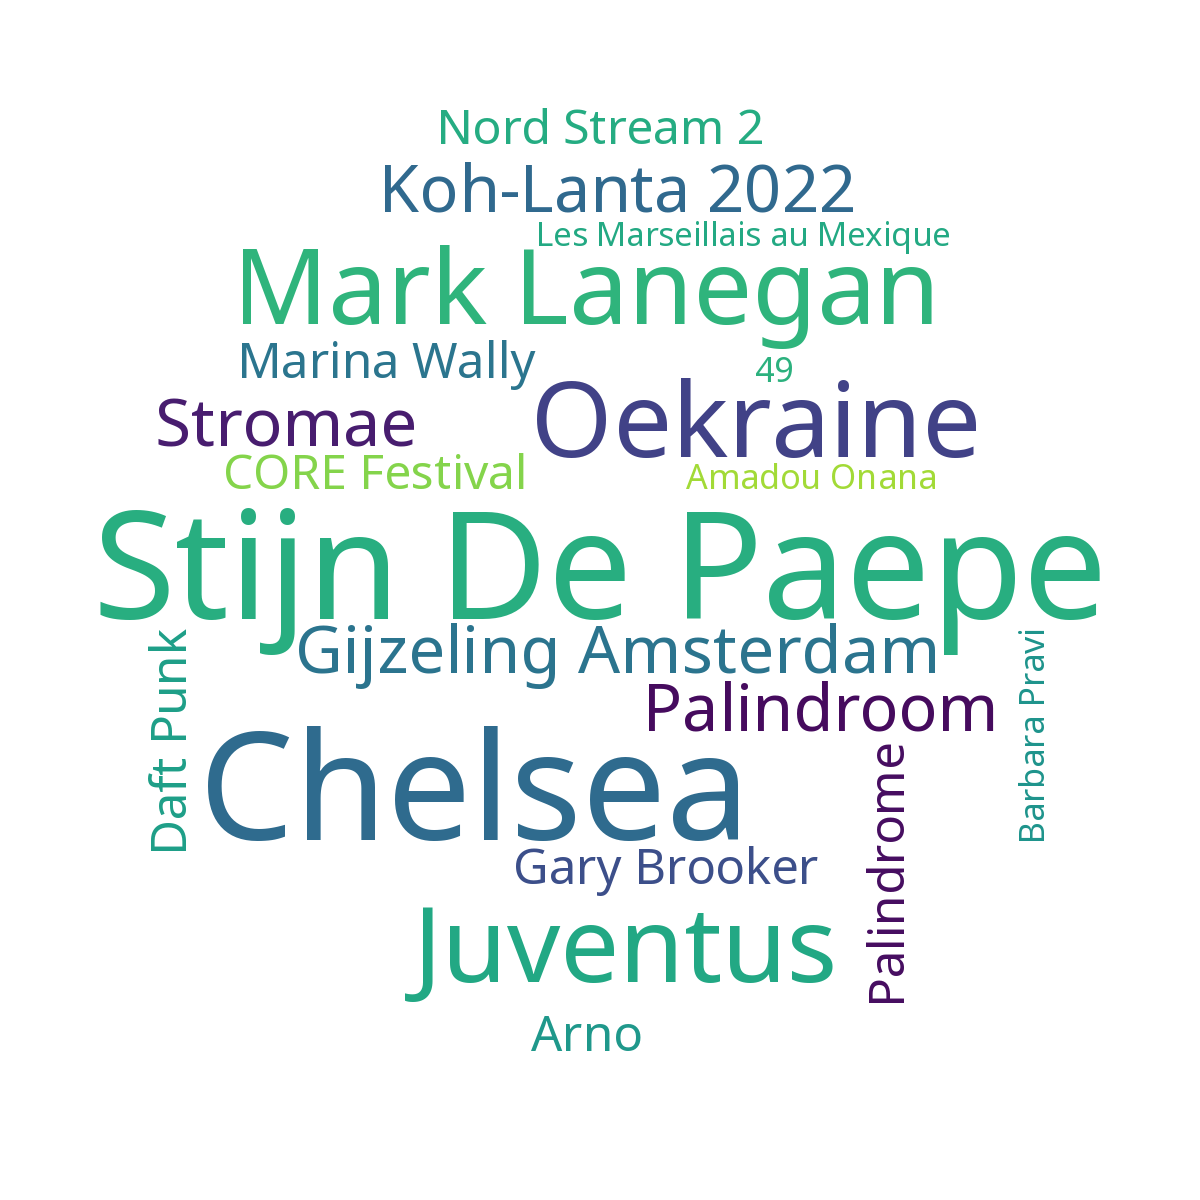 Nord Stream 2
Koh-Lanta 2022
Les Marseillais au Mexique
Mark Lanegan
Marina Wally
49
Stromae
Oekraine
CORE Festival
Amadou Onana
Stijn De Paepe
Gijzeling Amsterdam
Daft Punk
Barbara Pravi
Palindroom
Chelsea
Palindrome
Gary Brooker
Juventus
Arno